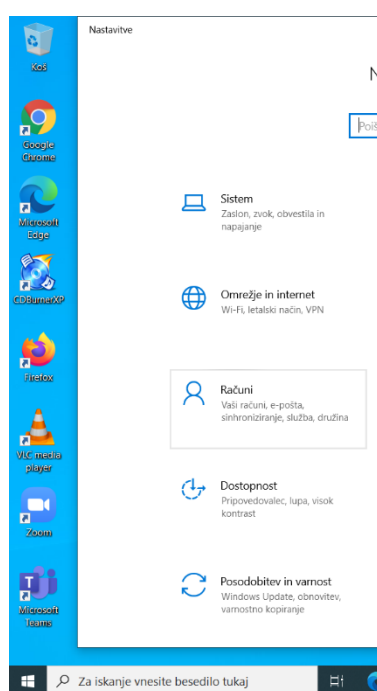 Nastavitve
Koš
Google
Chrome
Microsoft
Edge
CDBurnerXP
Firefox
VLC media
player
Zoom
Microsoft
Teams
N
Poiš
Sistem
Zaslon, zvok, obvestila in
napajanje
Omrežje in internet
Wi-Fi, letalski način, VPN
Računi
Vaši računi, e-pošta,
sinhroniziranje, služba, družina
Dostopnost
Pripovedovalec, lupa, visok
kontrast
Posodobitev in varnost
Windows Update, obnovitev,
varnostno kopiranje
Za iskanje vnesite besedilo tukaj